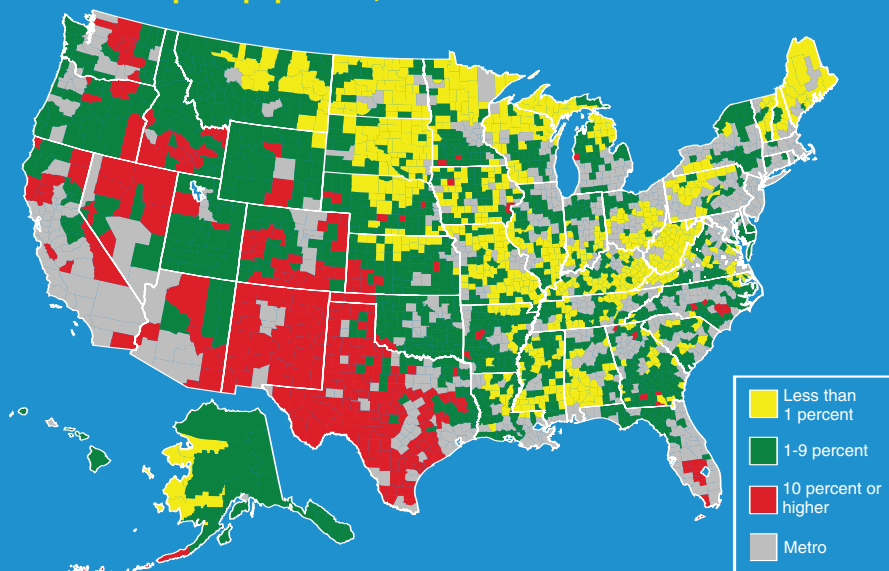 Less than
1 percent
1-9 percent
10 percent or
higher
Metro